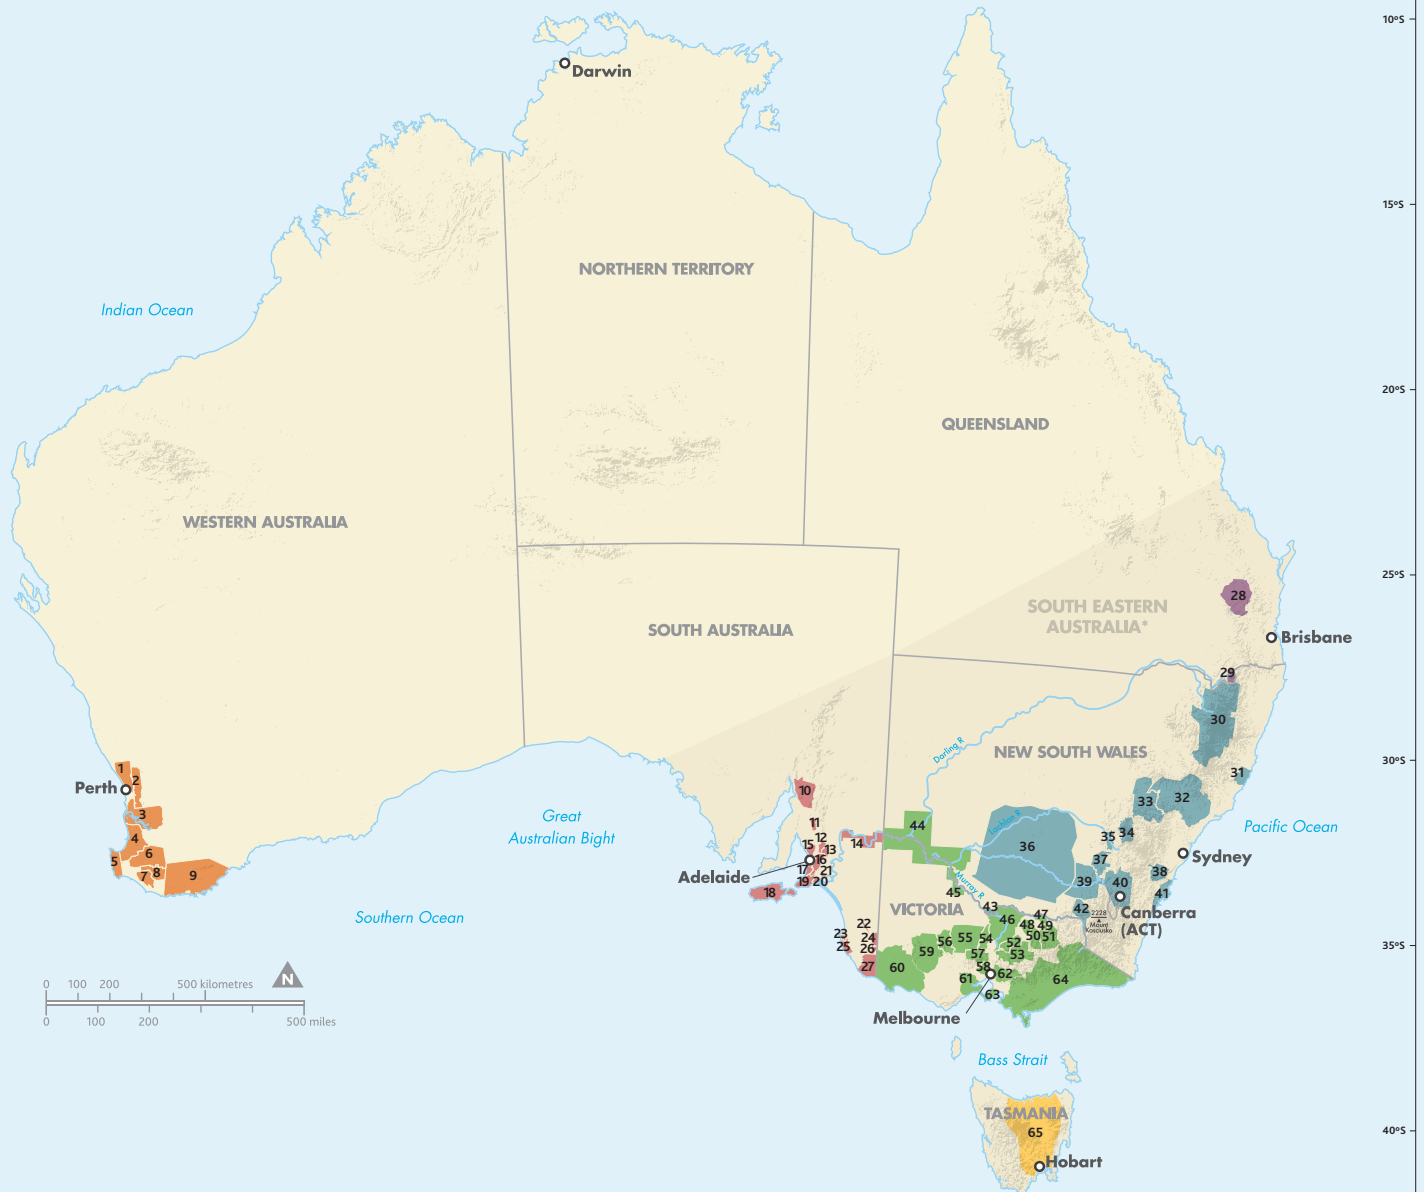 10°S
Darwin
15°S
NORTHERN TERRITORY
Indian Ocean
20°S
QUEENSLAND
WESTERN AUSTRALIA
25°S
28
SOUTH EASTERN
AUSTRALIA*
SOUTH AUSTRALIA
Brisbane
29
30
Darling R
NEW SOUTH WALES
30°S
1
2
Perth
10
31
33
32
3
Great
Australian Bight
11
44
Lachlan R
Pacific Ocean
4
12
15
13
14
36
35
34
5
6
16
37
Sydney
Adelaide
7
8
9
17
21
19
20
18
Murray R
45
39
40
38
41
Southern Ocean
VICTORIA
43
46
47
42
2228
Mount
Kosciusko
Canberra
(ACT)
22
23
24
25
26
27
48
49
50
51
55
56
54
52
53
59
57
58
35°S
60
61
62
64
63
N
0 100 200 500 kilometres
0 100 200 500 miles
Melbourne
Bass Strait
TASMANIA
65
40°S
Hobart